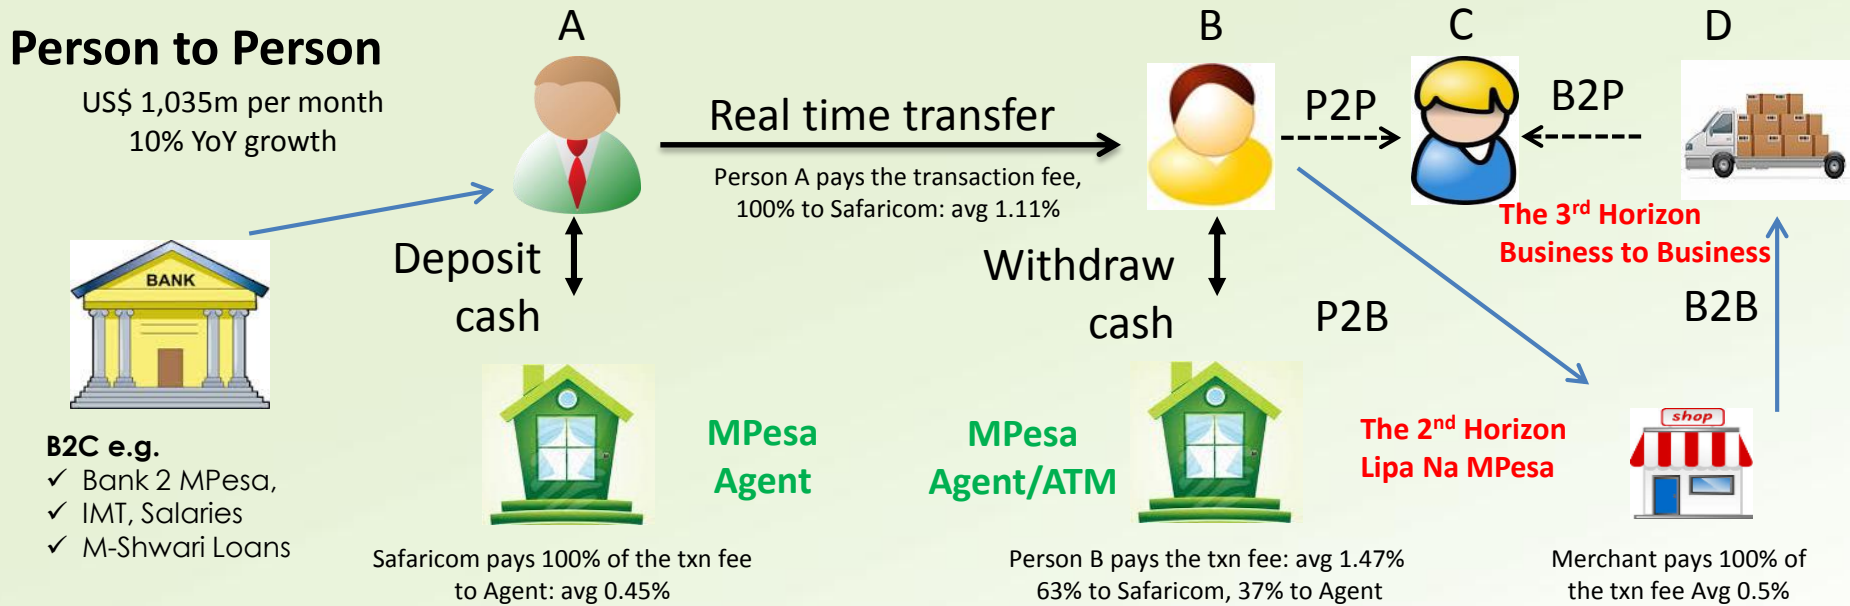 Person to Person
US$ 1,035m per month
10% YoY growth
A
B
C
D
Real time transfer
Person A pays the transaction fee,
100% to Safaricom: avg 1.11%
P2P
B2P
The 3rd Horizon
Business to Business
BANK
Deposit
cash
Withdraw
cash
P2B
B2B
B2C e.g.
✓ Bank 2 MPesa,
✓ IMT, Salaries
✓ M-Shwari Loans
MPesa
Agent
MPesa
Agent/ATM
The 2nd Horizon
Lipa Na MPesa
shop
Safaricom pays 100% of the txn fee
to Agent: avg 0.45%
Person B pays the txn fee: avg 1.47%
63% to Safaricom, 37% to Agent
Merchant pays 100% of
the txn fee Avg 0.5%